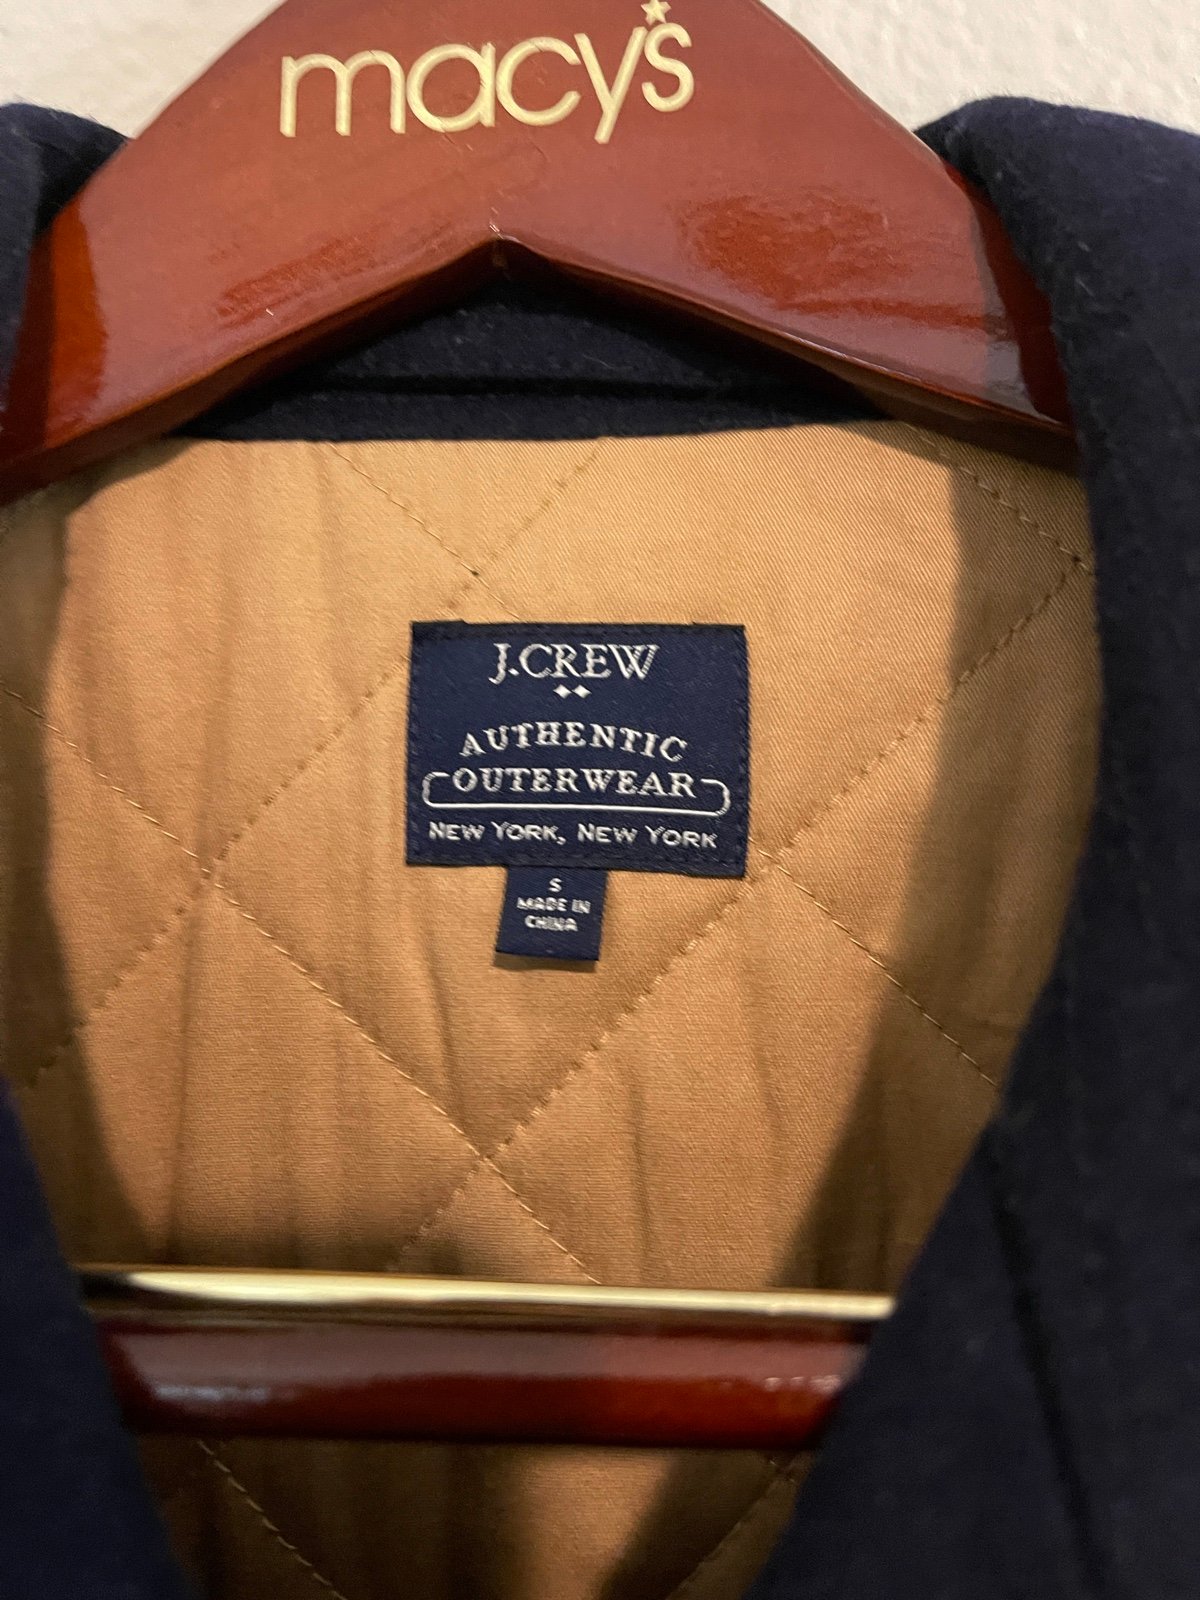 macy's
J.CREW
AUTHENTIC
OUTERWEAR
NEW YORK, NEW YORK
S
MADE IN
CHINA